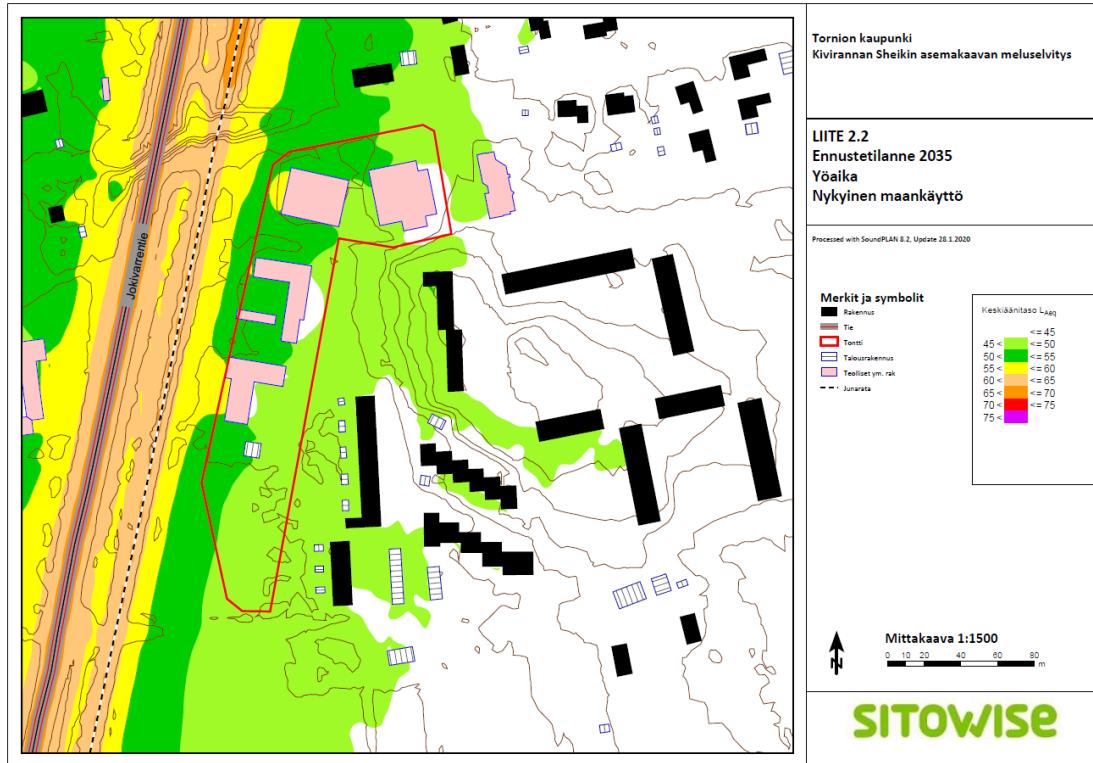 Jokivarrentie
Tornion kaupunki
Kivirannan Sheikin asemakaavan meluselvitys
LIITE 2.2
Ennustetilanne 2035
Yöaika
Nykyinen maankäyttö
Processed with SoundPLAN 8.2, Update 28.1.2020
Merkit ja symbolit
Rakennus
Tie
Tontti
Talousrakennus
Teolliset ym. rak
Junarata
Keskiäänitaso LAeq
<= 45
45 < <= 50
50 < <= 55
55 < <= 60
60 < <= 65
65 < <= 70
70 < <= 75
75 <
N
Mittakaava 1:1500
0 10 20 40 60 80
m
SITOWISE